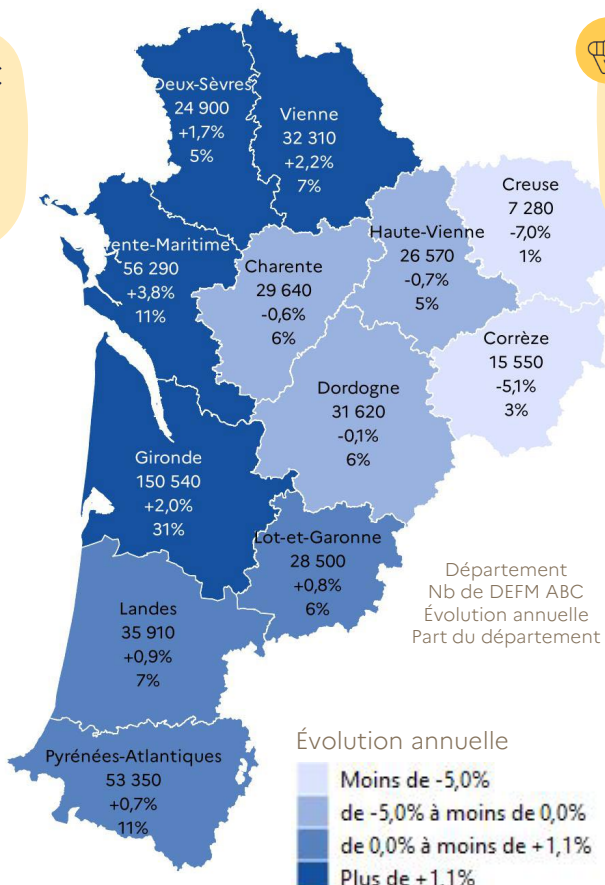 Deux-Sèvres
24 900
+1,7%
5%
Vienne
32 310
+2,2%
7%
Creuse
7 280
-7,0%
1%
Haute-Vienne
26 570
-0,7%
5%
ente-Maritime
56 290
+3,8%
11%
Charente
29 640
-0,6%
6%
Corrèze
15 550
-5,1%
3%
Dordogne
31 620
-0,1%
6%
Gironde
150 540
+2,0%
31%
Lot-et-Garonne
28 500
+0,8%
6%
Département
Nb de DEFM ABC
Évolution annuelle
Part du département
Landes
35 910
+0,9%
7%
Pyrénées-Atlantiques
53 350
+0,7%
11%
Évolution annuelle
Moins de -5,0%
de -5,0% à moins de 0,0%
de 0,0% à moins de +1,1%
Plus de +1,1%